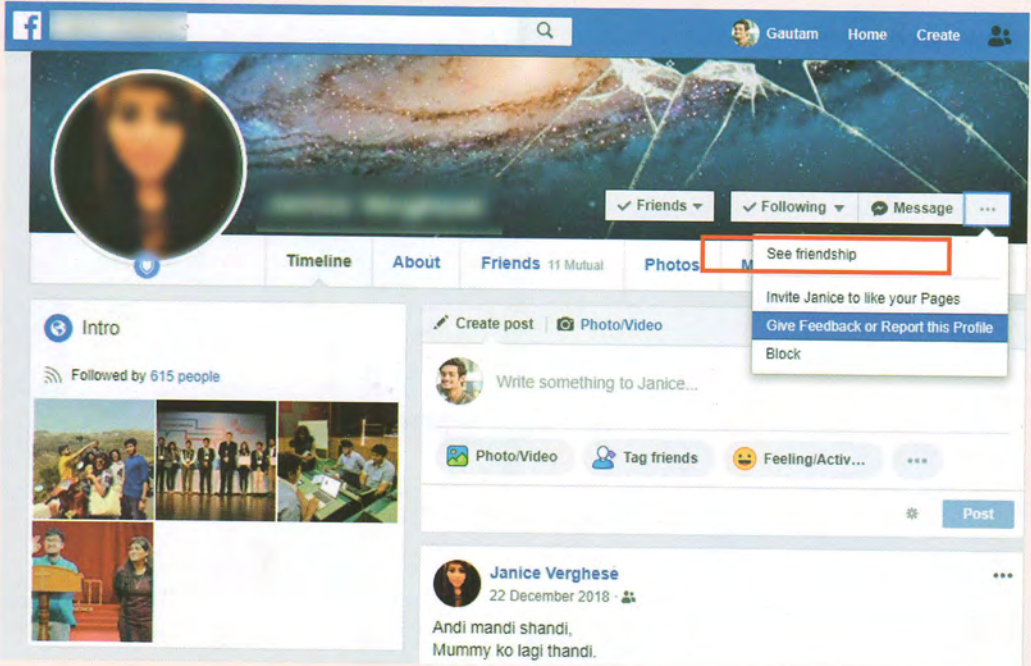 f
Gautam Home Create
Friends Following Message ...
Timeline About Friends 11 Mutual Photos M
See friendship
Invite Janice to like your Pages
Give Feedback or Report this Profile
Block
Intro
Followed by 615 people
Create post Photo/Video
Write something to Janice...
Photo/Video Tag friends Feeling/Activ... ...
Post
Janice Verghese ...
22 December 2018 ·
Andi mandi shandi,
Mummy ko lagi thandi.